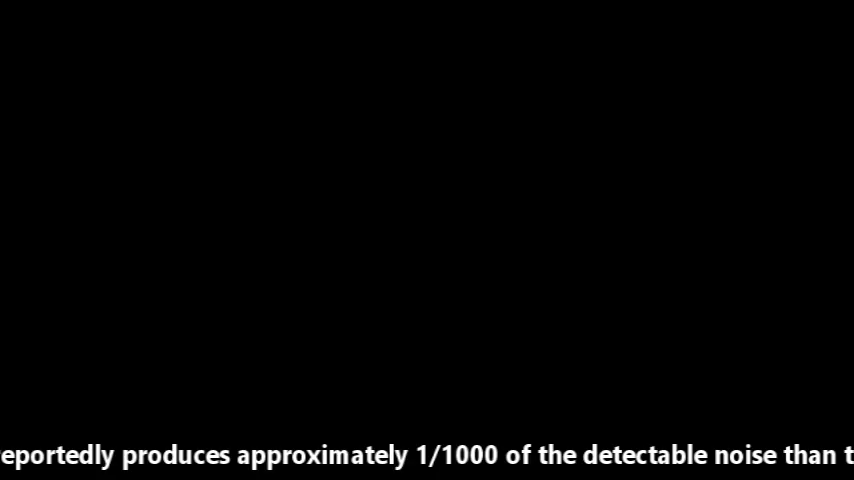 eportedly produces approximately 1/1000 of the detectable noise than t